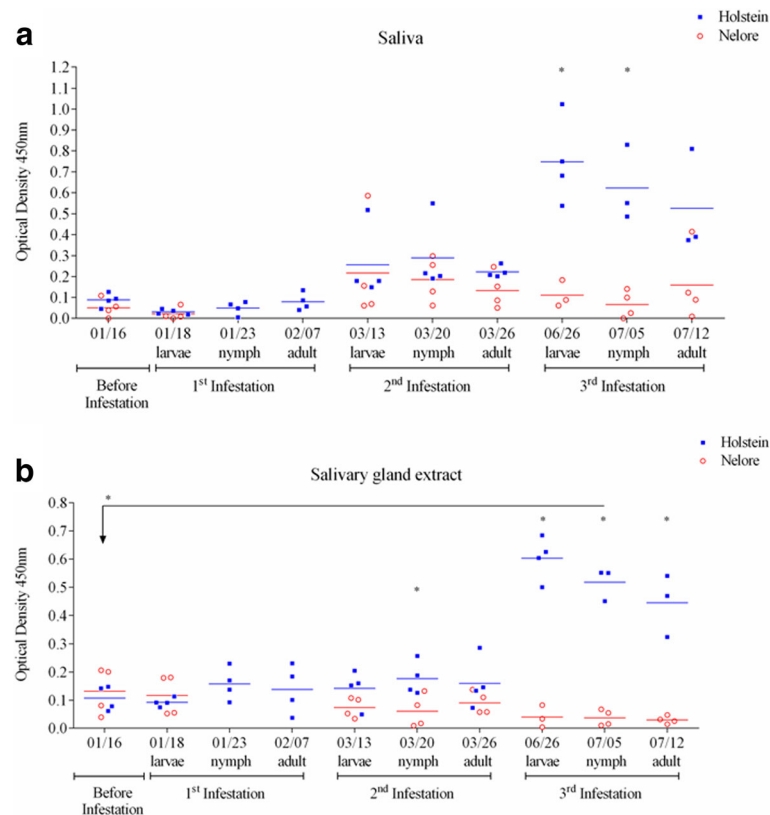 a
Saliva
Holstein
Nelore
Optical Density 450nm
1.2
1.1
1.0
0.9
0.8
0.7
0.6
0.5
0.4
0.3
0.2
0.1
0.0
* *
01/16 01/18 01/23 02/07 03/13 03/20 03/26 06/26 07/05 07/12
larvae nymph adult larvae nymph adult larvae nymph adult
Before Infestation
1st Infestation
2nd Infestation
3rd Infestation
b
Salivary gland extract
Holstein
Nelore
Optical Density 450nm
0.8
0.7
0.6
0.5
0.4
0.3
0.2
0.1
0.0
* * * * *
01/16 01/18 01/23 02/07 03/13 03/20 03/26 06/26 07/05 07/12
larvae nymph adult larvae nymph adult larvae nymph adult
Before Infestation
1st Infestation
2nd Infestation
3rd Infestation